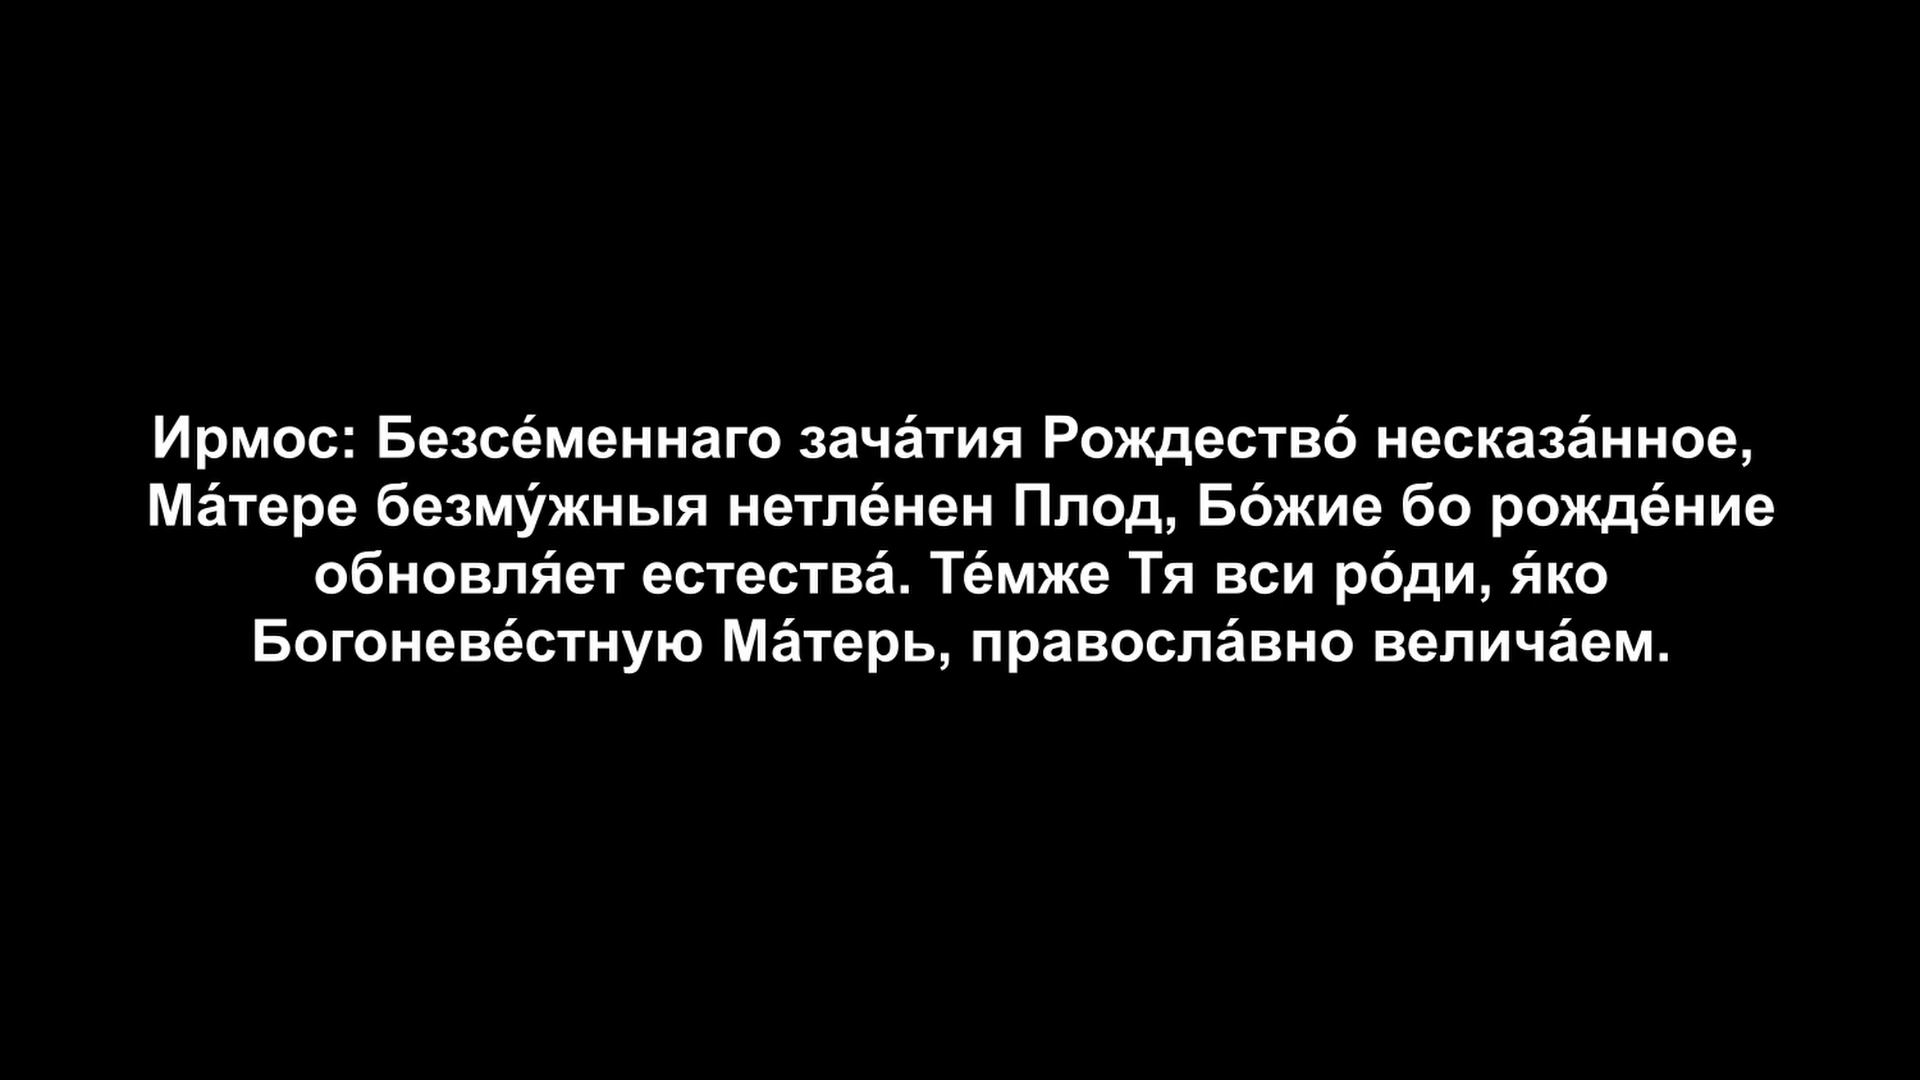 Ирмос: Безсе́меннаго зача́тия Рождество́ несказа́нное,
Ма́тере безму́жныя нетле́нен Плод, Бо́жие бо рожде́ние
обновля́ет естества́. Те́мже Тя вси ро́ди, я́ко
Богоневе́стную Ма́терь, правосла́вно велича́ем.